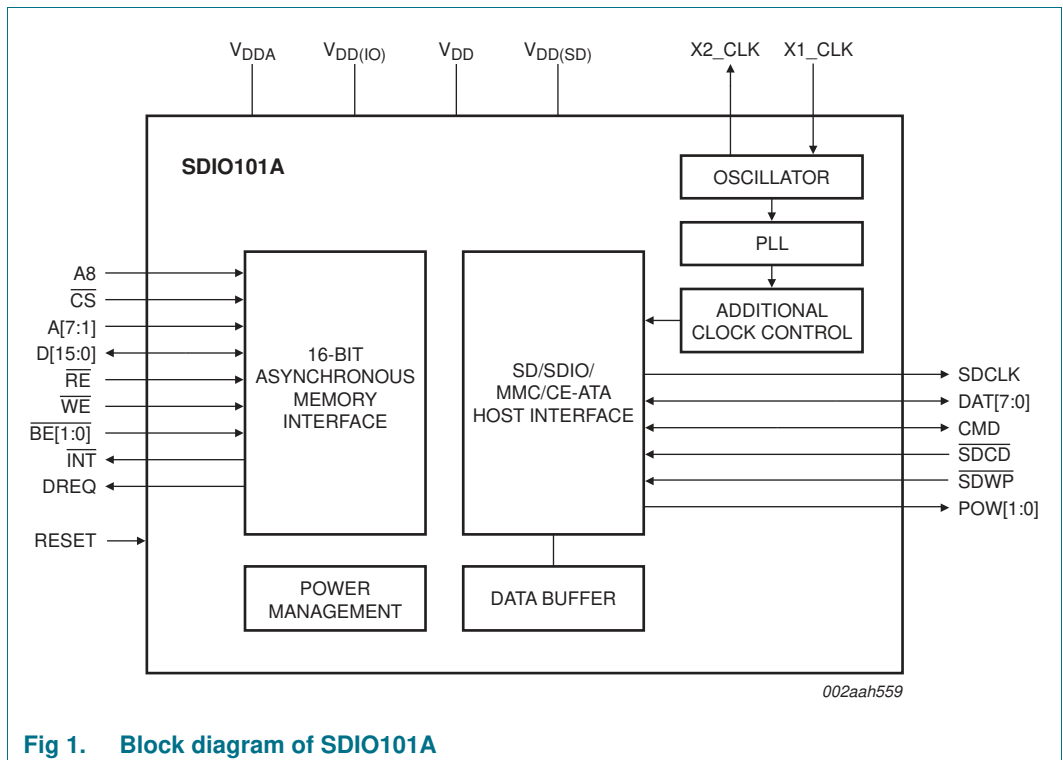 VDDA VDD(IO) VDD VDD(SD) X2_CLK X1_CLK
SDIO101A
OSCILLATOR
PLL
ADDITIONAL
CLOCK CONTROL
A8
CS
A[7:1]
D[15:0]
RE
WE
BE[1:0]
INT
DREQ
RESET
16-BIT
ASYNCHRONOUS
MEMORY
INTERFACE
SD/SDIO/
MMC/CE-ATA
HOST INTERFACE
SDCLK
DAT[7:0]
CMD
SDCD
SDWP
POW[1:0]
POWER
MANAGEMENT
DATA BUFFER
002aah559
Fig 1. Block diagram of SDIO101A